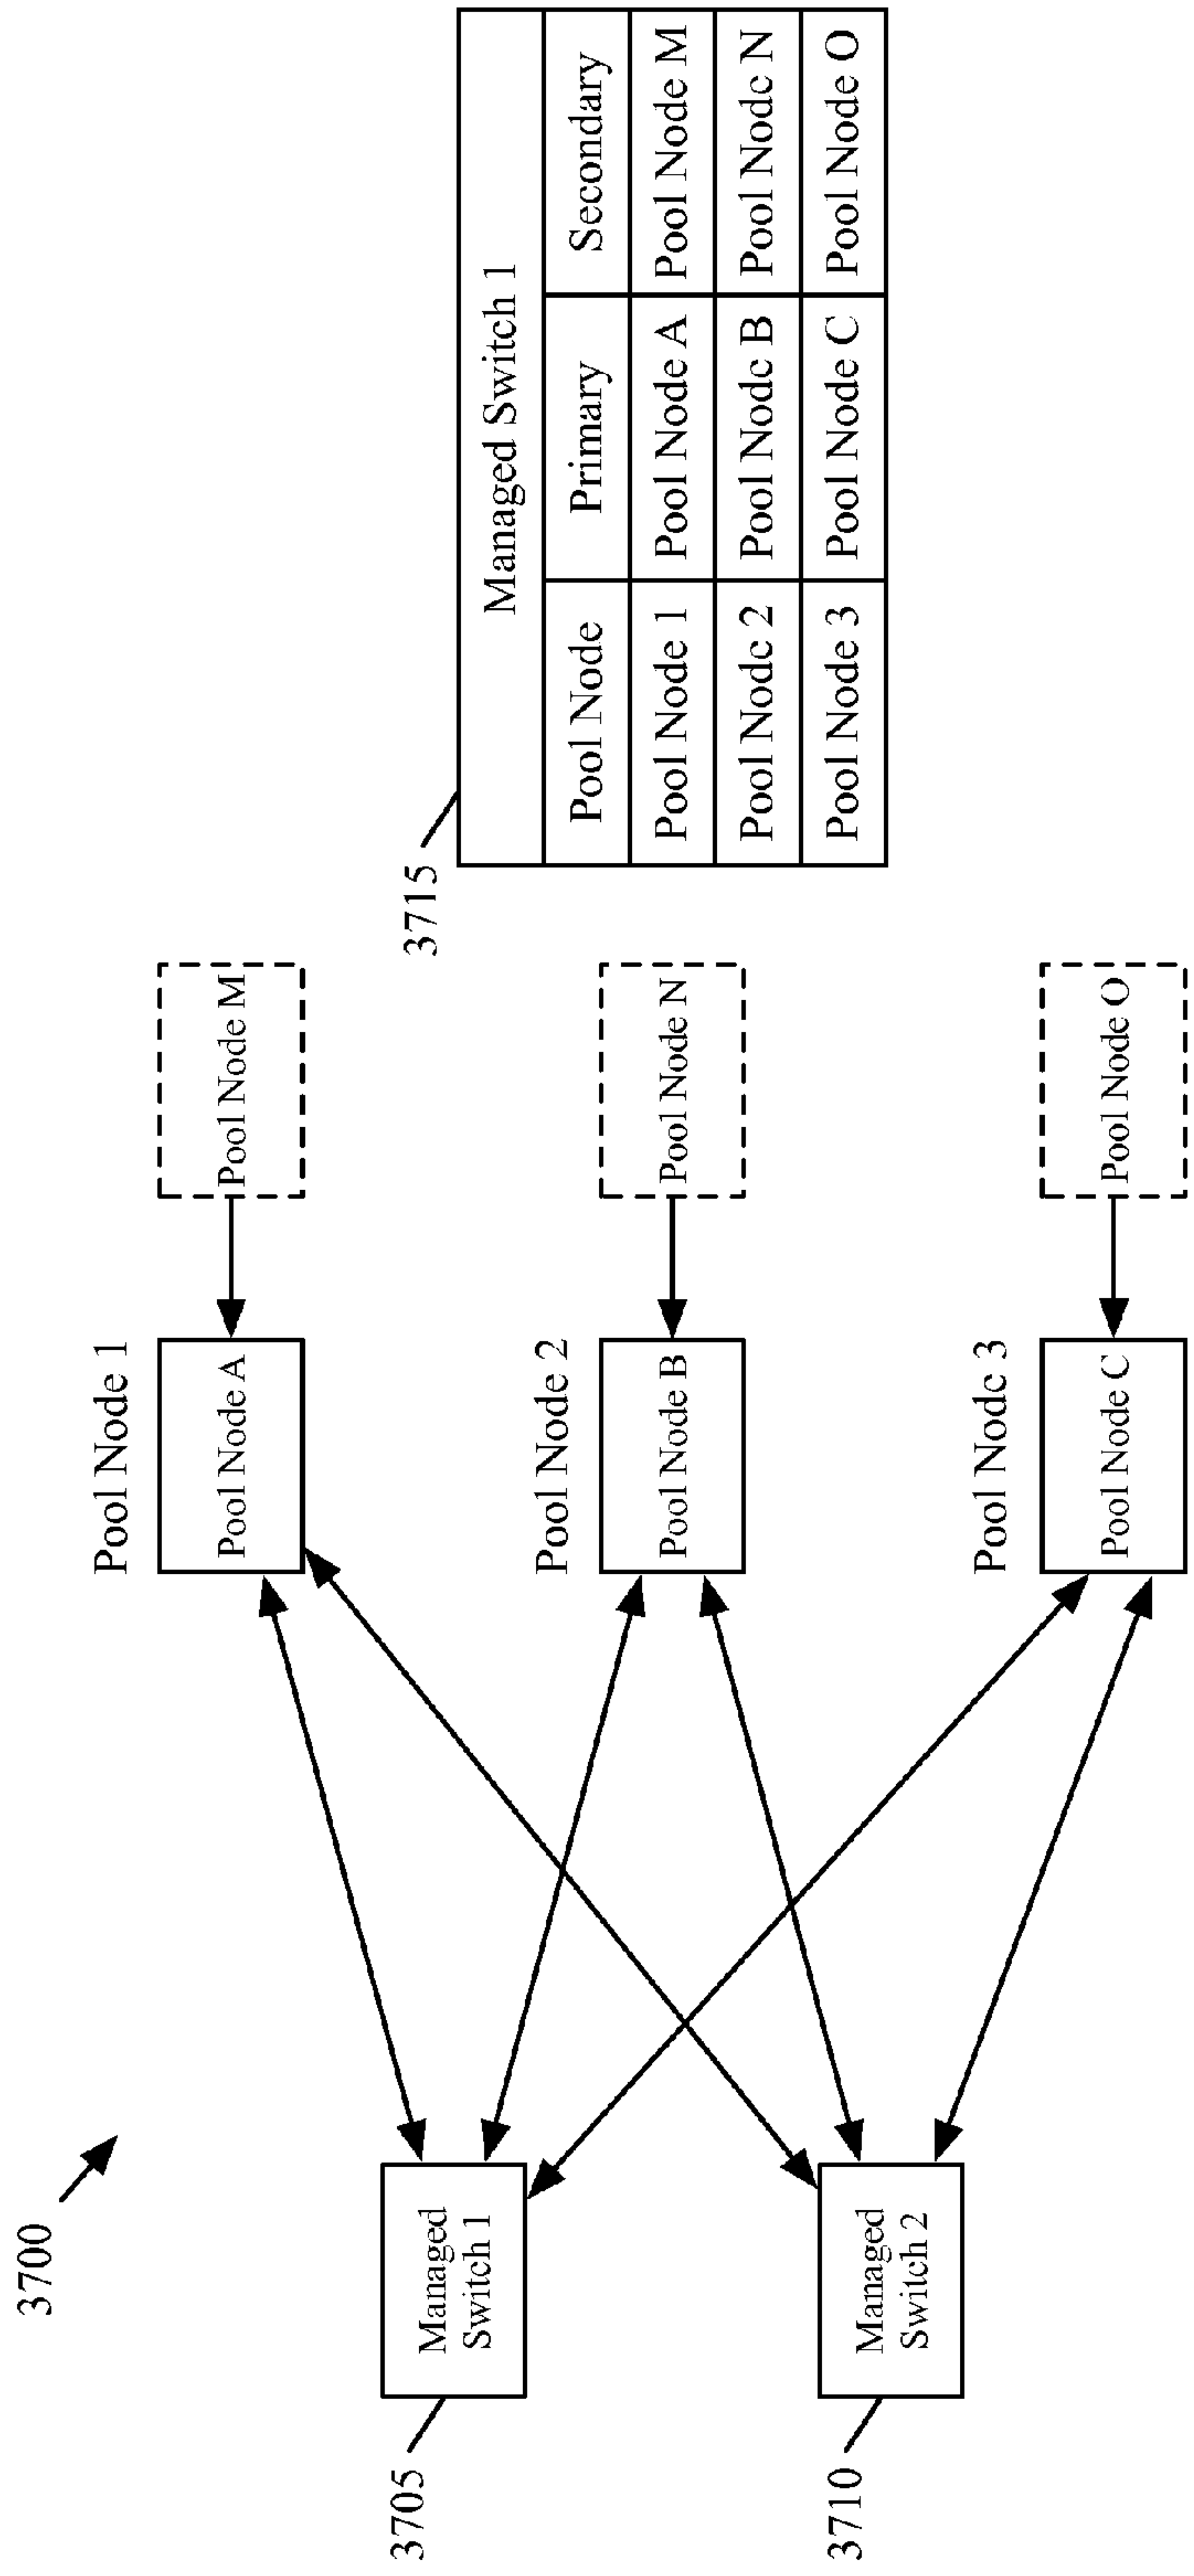 3700
3705
Managed
Switch 1
3710
Managed
Switch 2
Pool Node 1
Pool Node A
Pool Node M
Pool Node 2
Pool Node B
Pool Node N
Pool Node 3
Pool Node C
Pool Node O
3715
Managed Switch 1
Pool Node Primary Secondary
Pool Node 1 Pool Node A Pool Node M
Pool Node 2 Pool Node B Pool Node N
Pool Node 3 Pool Node C Pool Node O